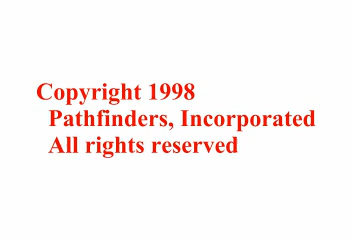 Copyright 1998
Pathfinders, Incorporated
All rights reserved